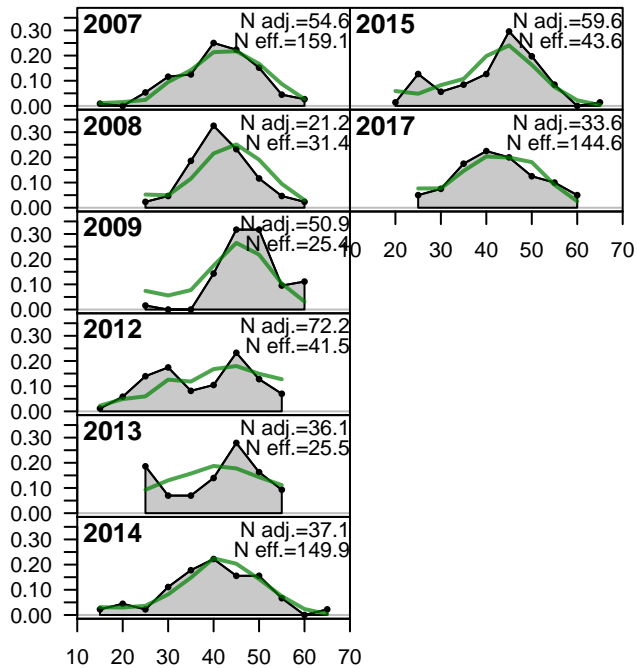 2007
N adj.=54.6
N eff.=159.1
0.30
0.20
0.10
0.00
2008
N adj.=21.2
N eff.=31.4
0.30
0.20
0.10
0.00
2009
N adj.=50.9
N eff.=25.4
0.30
0.20
0.10
0.00
2012
N adj.=72.2
N eff.=41.5
0.30
0.20
0.10
0.00
2013
N adj.=36.1
N eff.=25.5
0.30
0.20
0.10
0.00
2014
N adj.=37.1
N eff.=149.9
0.30
0.20
0.10
0.00
10 20 30 40 50 60 70
2015
N adj.=59.6
N eff.=43.6
2017
N adj.=33.6
N eff.=144.6
10 20 30 40 50 60 70